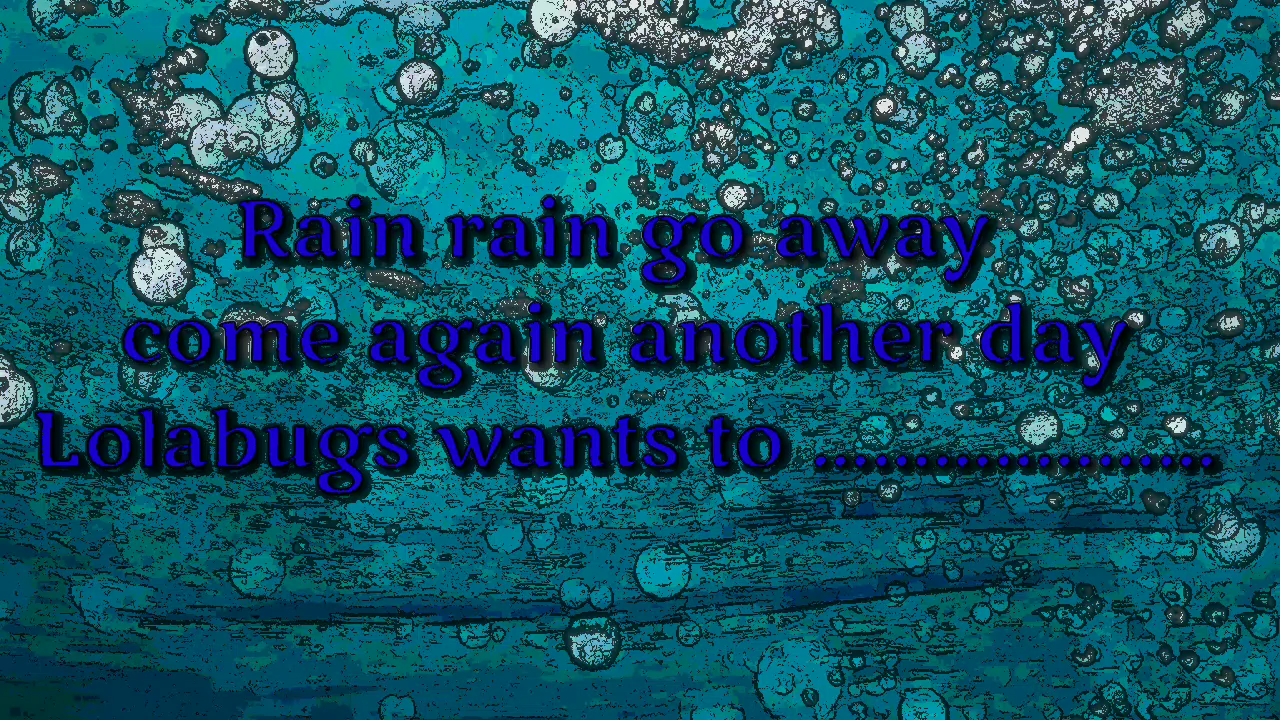 Rain rain go away
come again another day
Lolabugs wants to ....................